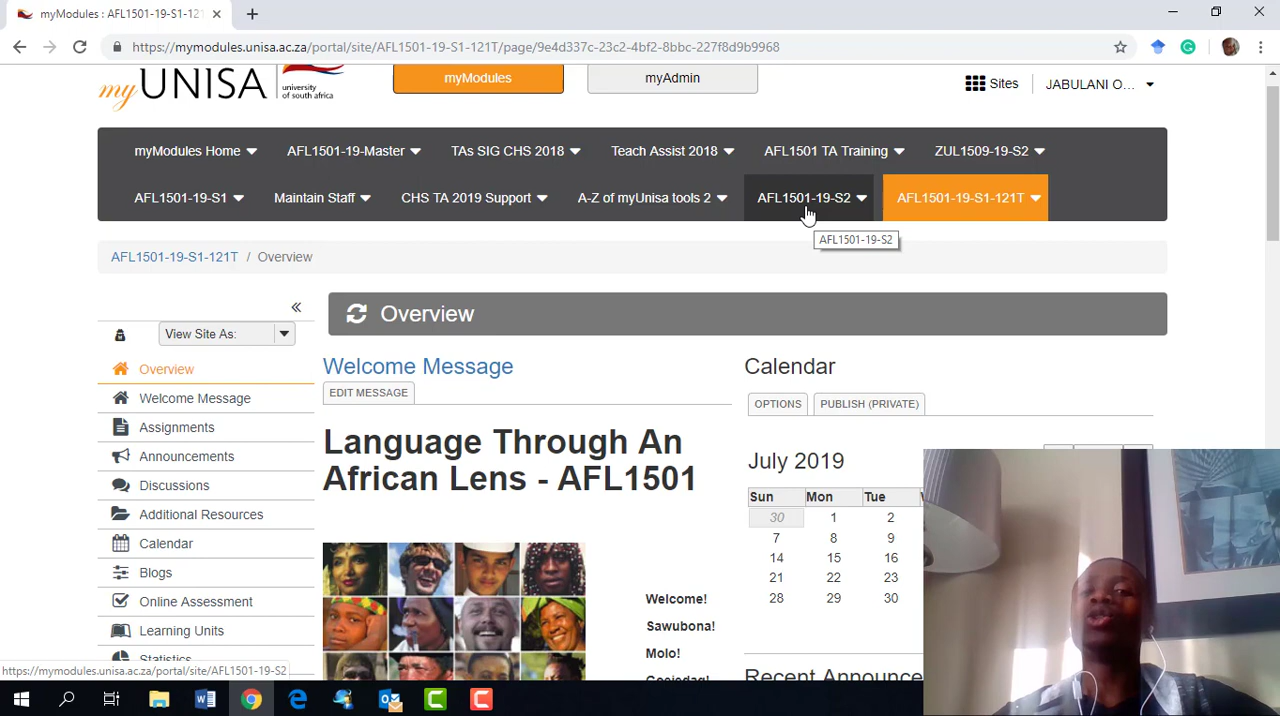 myModules : AFL1501-19-S1-121T
https://mymodules.unisa.ac.za/portal/site/AFL1501-19-S1-121T/page/9e4d337c-23c2-4bf2-8bbc-227f8d9b9968
myUNISA
university
of south africa
myModules
myAdmin
Sites
JABULANI O...
myModules Home
AFL1501-19-Master
TAs SIG CHS 2018
Teach Assist 2018
AFL1501 TA Training
ZUL1509-19-S2
AFL1501-19-S1
Maintain Staff
CHS TA 2019 Support
A-Z of myUnisa tools 2
AFL1501-19-S2
AFL1501-19-S1-121T
AFL1501-19-S2
AFL1501-19-S1-121T / Overview
Overview
View Site As:
Overview
Welcome Message
Assignments
Announcements
Discussions
Additional Resources
Calendar
Blogs
Online Assessment
Learning Units
Statistics
https://mymodules.unisa.ac.za/portal/site/AFL1501-19-S2
Welcome Message
EDIT MESSAGE
Language Through An
African Lens - AFL1501
Welcome!
Sawubona!
Molo!
Calendar
OPTIONS
PUBLISH (PRIVATE)
July 2019
Sun Mon Tue
30 1 2
7 8 9
14 15 16
21 22 23
28 29 30
Recent Announce